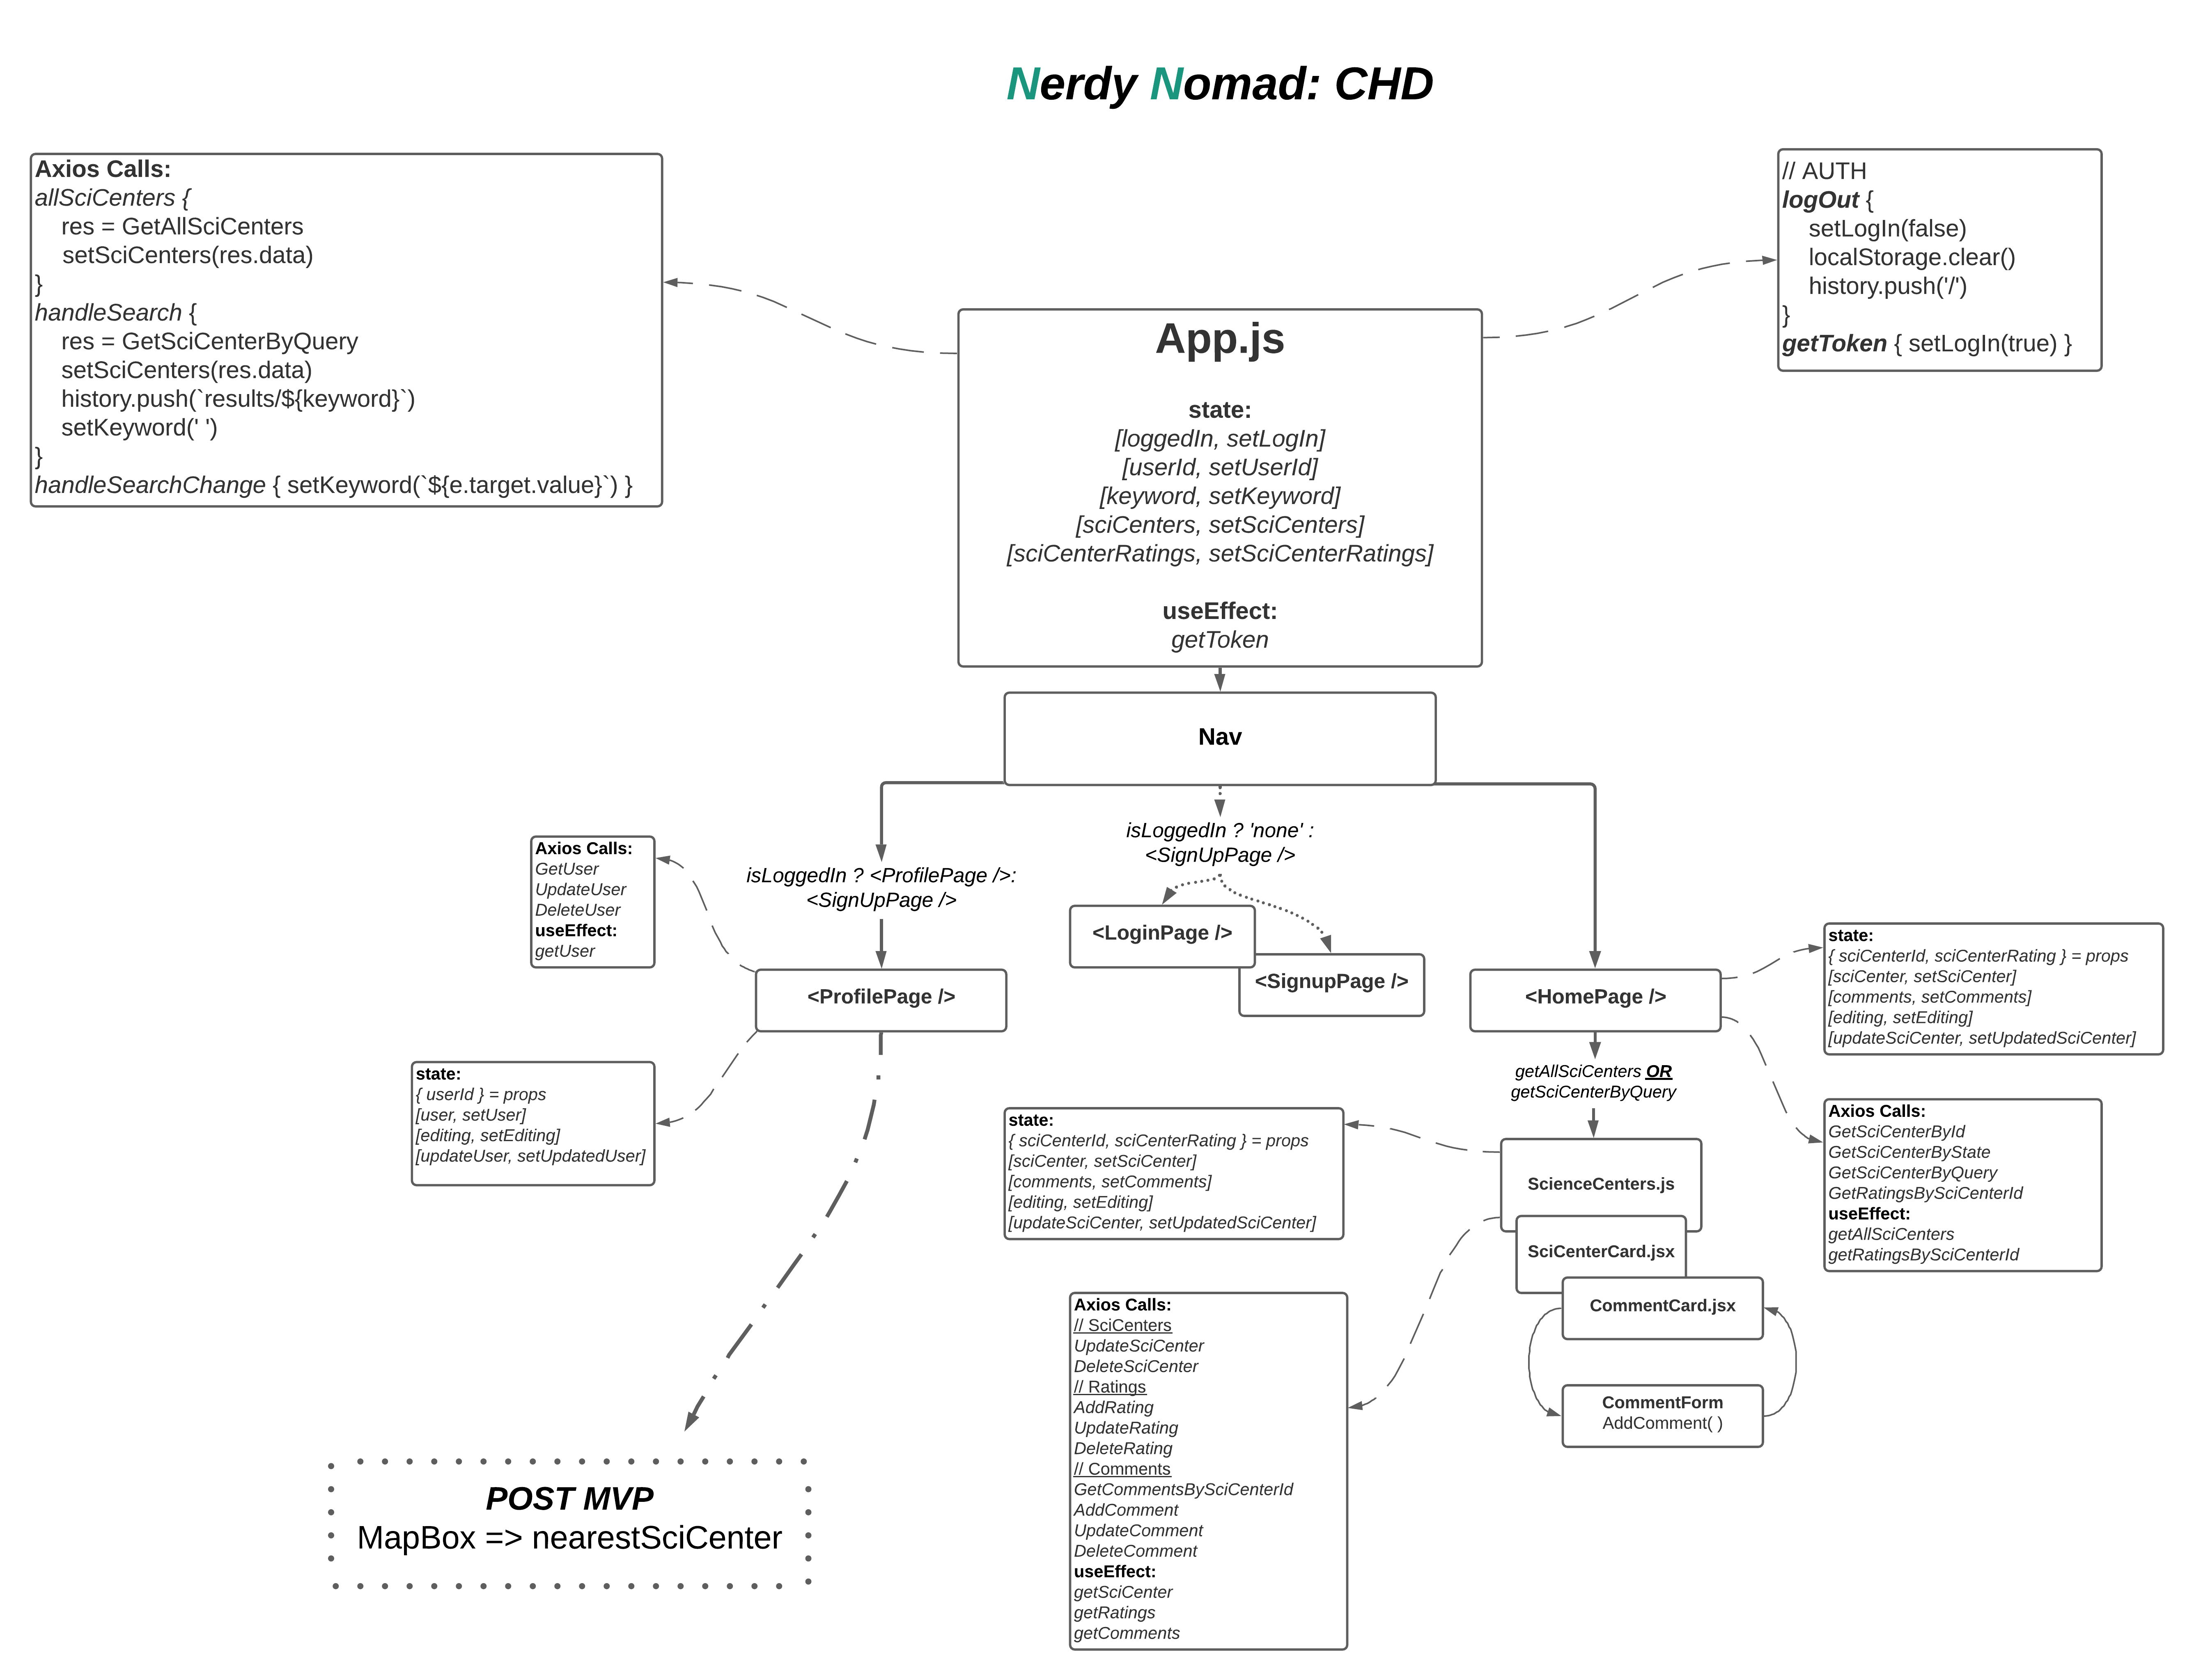 Nerdy Nomad: CHD
Axios Calls:
allSciCenters {
res = GetAllSciCenters
setSciCenters(res.data)
}
handleSearch {
res = GetSciCenterByQuery
setSciCenters(res.data)
history.push(`results/${keyword}`)
setKeyword(' ')
}
handleSearchChange { setKeyword(`${e.target.value}`) }
// AUTH
logOut {
setLogIn(false)
localStorage.clear()
history.push('/')
}
getToken { setLogIn(true) }
App.js
state:
[loggedIn, setLogIn]
[userId, setUserId]
[keyword, setKeyword]
[sciCenters, setSciCenters]
[sciCenterRatings, setSciCenterRatings]
useEffect:
getToken
Nav
isLoggedIn ? <ProfilePage />:
<SignUpPage />
isLoggedIn ? 'none' :
<SignUpPage />
Axios Calls:
GetUser
UpdateUser
DeleteUser
useEffect:
getUser
<ProfilePage />
state:
{ userId } = props
[user, setUser]
[editing, setEditing]
[updateUser, setUpdatedUser]
<LoginPage />
<SignupPage />
<HomePage />
state:
{ sciCenterId, sciCenterRating } = props
[sciCenter, setSciCenter]
[comments, setComments]
[editing, setEditing]
[updateSciCenter, setUpdatedSciCenter]
Axios Calls:
GetSciCenterById
GetSciCenterByState
GetSciCenterByQuery
GetRatingsBySciCenterId
useEffect:
getAllSciCenters
getRatingsBySciCenterId
getAllSciCenters OR
getSciCenterByQuery
state:
{ sciCenterId, sciCenterRating } = props
[sciCenter, setSciCenter]
[comments, setComments]
[editing, setEditing]
[updateSciCenter, setUpdatedSciCenter]
ScienceCenters.js
SciCenterCard.jsx
CommentCard.jsx
CommentForm
AddComment( )
Axios Calls:
// SciCenters
UpdateSciCenter
DeleteSciCenter
// Ratings
AddRating
UpdateRating
DeleteRating
// Comments
GetCommentsBySciCenterId
AddComment
UpdateComment
DeleteComment
useEffect:
getSciCenter
getRatings
getComments
POST MVP
MapBox => nearestSciCenter